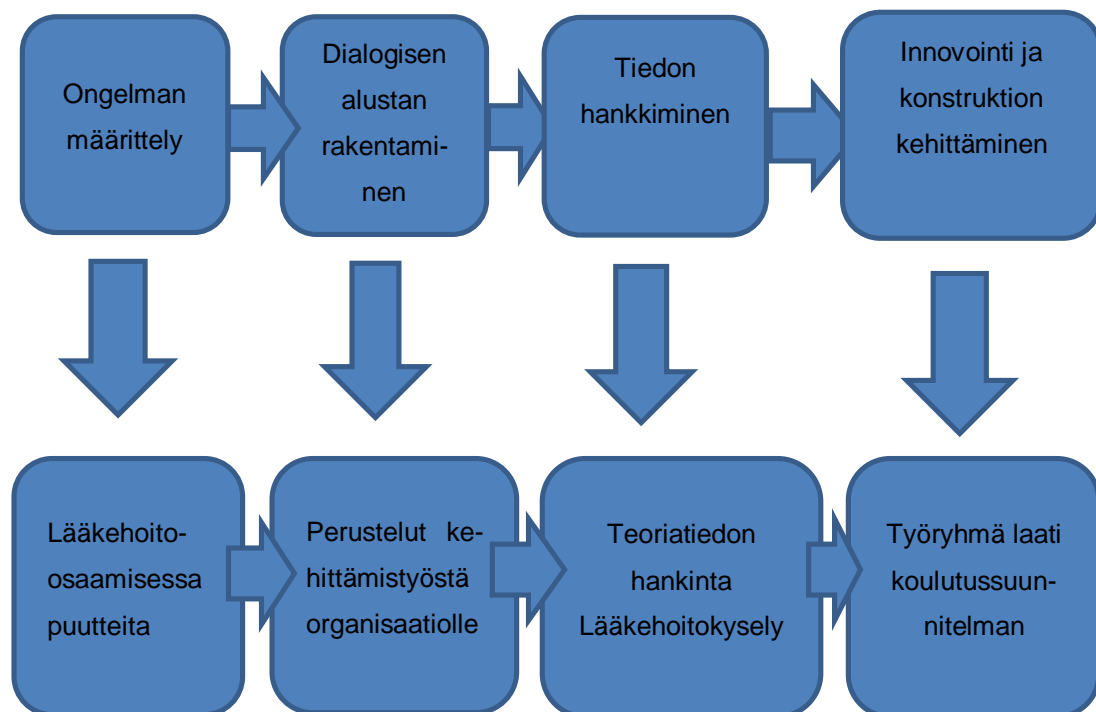 Ongelman
määrittely
Dialogisen
alustan
rakentami-
nen
Tiedon
hankkiminen
Innovointi ja
konstruktion
kehittäminen
Lääkehoito-
osaamisessa
puutteita
Perustelut ke-
hittämistyöstä
organisaatiolle
Teoriatiedon
hankinta
Lääkehoitokysely
Työryhmä laati
koulutussuun-
nitelman